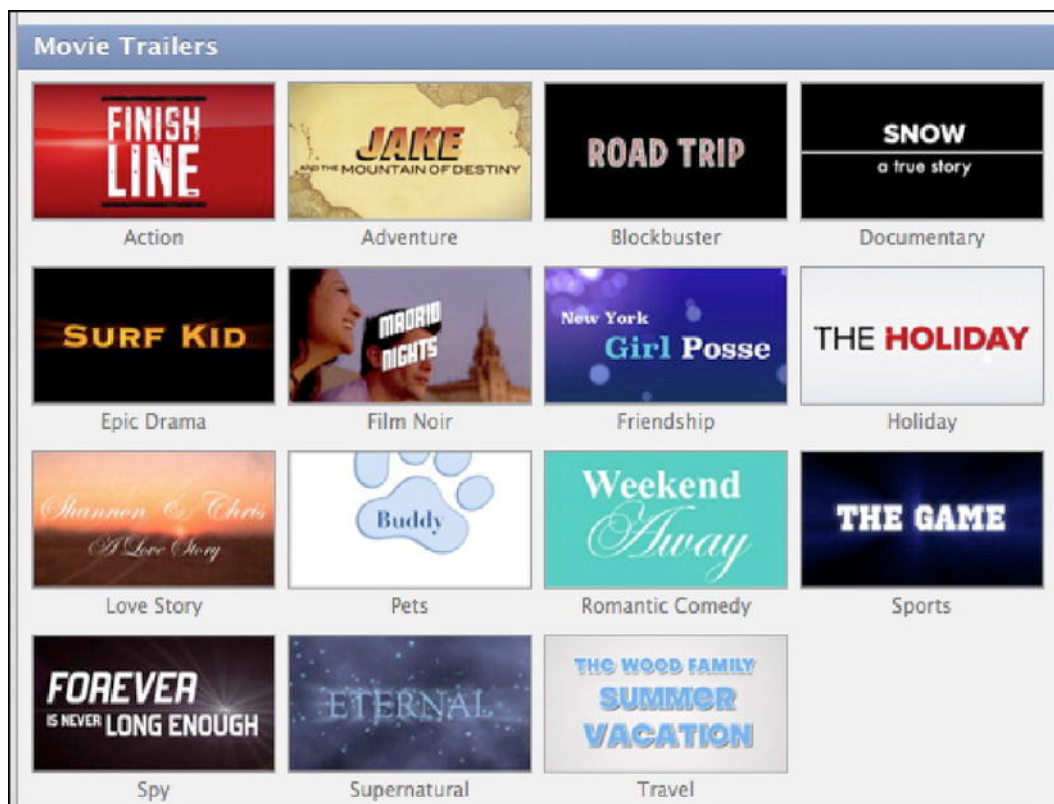 Movie Trailers
FINISH
LINE
Action
JAKE
AND THE MOUNTAIN OF DESTINY
Adventure
ROAD TRIP
Blockbuster
SNOW
a true story
Documentary
SURF KID
Epic Drama
MADRID
NIGHTS
Film Noir
New York
Girl Posse
Friendship
THE HOLIDAY
Holiday
Shannon & Chris
A Love Story
Love Story
Buddy
Pets
Weekend
Away
Romantic Comedy
THE GAME
Sports
FOREVER
IS NEVER LONG ENOUGH
Spy
ETERNAL
Supernatural
THE WOOD FAMILY
SUMMER
VACATION
Travel